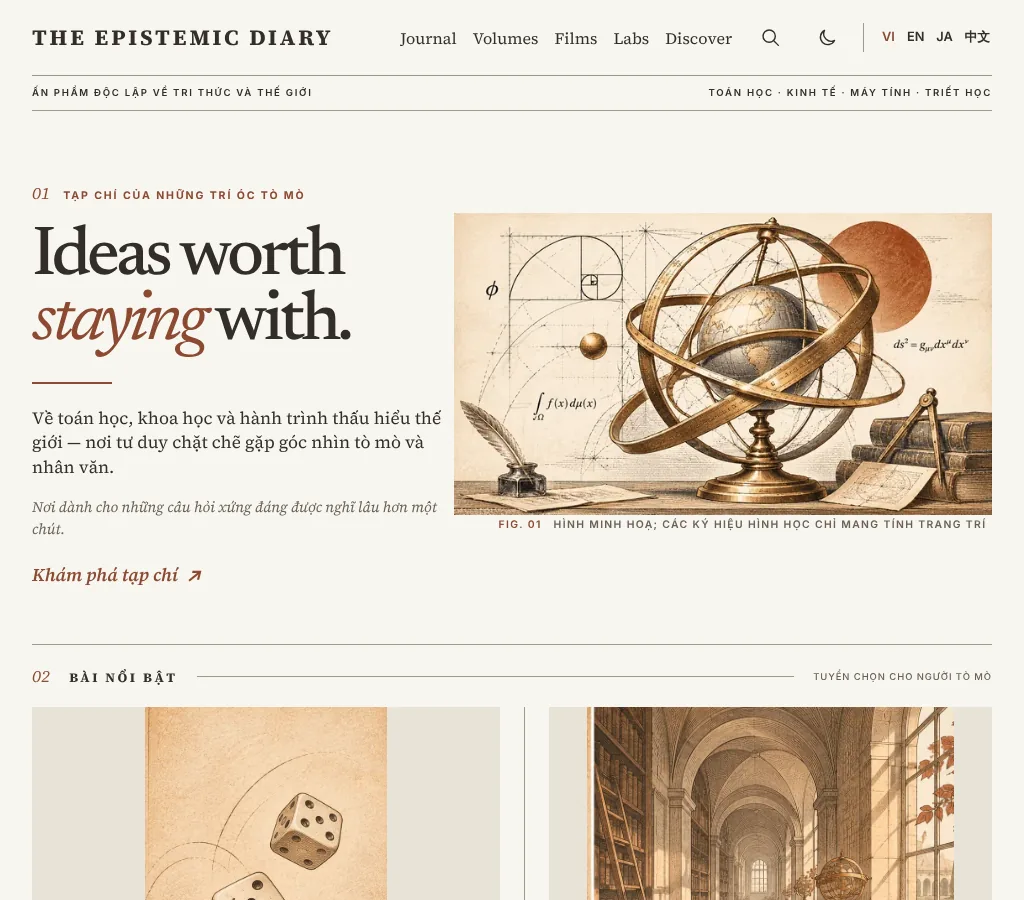 THE EPISTEMIC DIARY
Journal Volumes Films Labs Discover
VI EN JA 中文
ẤN PHẨM ĐỘC LẬP VỀ TRI THỨC VÀ THẾ GIỚI
TOÁN HỌC · KINH TẾ · MÁY TÍNH · TRIẾT HỌC
01 TẠP CHÍ CỦA NHỮNG TRÍ ÓC TÒ MÒ
Ideas worth
staying with.
Về toán học, khoa học và hành trình thấu hiểu thế
giới — nơi tư duy chặt chẽ gặp góc nhìn tò mò và
nhân văn.
Nơi dành cho những câu hỏi xứng đáng được nghĩ lâu hơn một
chút.
Khám phá tạp chí ↗
ϕ
ds² = gμν dxᵘ dxᵛ
∫Ω f(x) dμ(x)
FIG. 01 HÌNH MINH HOẠ; CÁC KÝ HIỆU HÌNH HỌC CHỈ MANG TÍNH TRANG TRÍ
02 BÀI NỔI BẬT
TUYỂN CHỌN CHO NGƯỜI TÒ MÒ